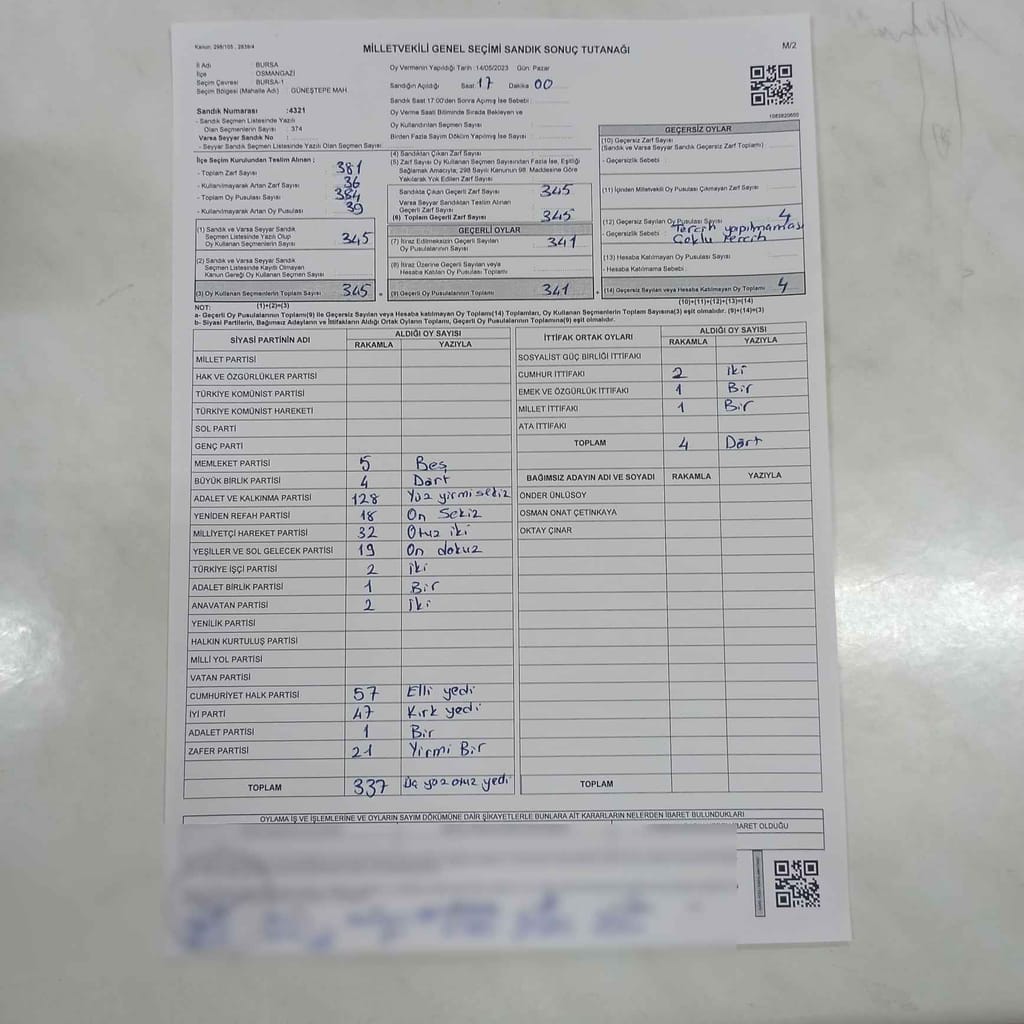 Kanun: 298/105 , 2839/4
MİLLETVEKİLİ GENEL SEÇİMİ SANDIK SONUÇ TUTANAĞI
M/2
İl Adı : BURSA
İlçe : OSMANGAZİ
Seçim Çevresi : BURSA-1
Seçim Bölgesi (Mahalle Adı) : GÜNEŞTEPE MAH.
Sandık Numarası :4321
- Sandık Seçmen Listesinde Yazılı
Olan Seçmenlerin Sayısı : 374
Varsa Seyyar Sandık No :
- Seyyar Sandık Seçmen Listesinde Yazılı Olan Seçmen Sayısı:
Oy Vermenin Yapıldığı Tarih :14/05/2023 Gün: Pazar
Sandığın Açıldığı Saat: 17 Dakika: 00
Sandık Saat 17:00'den Sonra Açımış İse Sebebi :
Oy Verme Saati Bitiminde Sırada Bekleyen ve
Oy Kullandırılan Seçmen Sayısı :
Birden Fazla Sayım Döküm Yapılmış İse Sayısı :
İlçe Seçim Kurulundan Teslim Alınan ;
- Toplam Zarf Sayısı : 381
- Kullanılmayarak Artan Zarf Sayısı : 36
- Toplam Oy Pusulası Sayısı : 384
- Kullanılmayarak Artan Oy Pusulası : 39
(1) Sandık ve Varsa Seyyar Sandık
Seçmen Listesinde Yazılı Olup
Oy Kullanan Seçmenlerin Sayısı 345
(2) Sandık ve Varsa Seyyar Sandık
Seçmen Listesinde Kayıtlı Olmayan
Kanun Gereği Oy Kullanan Seçmen Sayısı
(3) Oy Kullanan Seçmenlerin Toplam Sayısı 345
(1)+(2)=(3)
(4) Sandıktan Çıkan Zarf Sayısı
(5) Zarf Sayısı Oy Kullanan Seçmen Sayısından Fazla İse, Eşitliği
Sağlamak Amacıyla; 298 Sayılı Kanunun 98. Maddesine Göre
Yakılarak Yok Edilen Zarf Sayısı
Sandıkta Çıkan Geçerli Zarf Sayısı 345
Varsa Seyyar Sandıktan Teslim Alınan
Geçerli Zarf Sayısı
(6) Toplam Geçerli Zarf Sayısı 345
GEÇERLİ OYLAR
(7) İtiraz Edilmeksizin Geçerli Sayılan
Oy Pusulalarının Sayısı 341
(8) İtiraz Üzerine Geçerli Sayılan veya
Hesaba Katılan Oy Pusulası Toplamı
(9) Geçerli Oy Pusulalarının Toplamı 341
GEÇERSİZ OYLAR
(10) Geçersiz Zarf Sayısı
(Sandık ve Varsa Seyyar Sandık Geçersiz Zarf Toplamı)
- Geçersizlik Sebebi :
(11) İçinden Milletvekili Oy Pusulası Çıkmayan Zarf Sayısı
(12) Geçersiz Sayılan Oy Pusulası Sayısı 4
- Geçersizlik Sebebi : Tercih yapılmaması
Çoklu tercih
(13) Hesaba Katılmayan Oy Pusulası Sayısı
- Hesaba Katılmama Sebebi :
(14) Geçersiz Sayılan veya Hesaba Katılmayan Oy Toplamı 4
(10)+(11)+(12)+(13)=(14)
NOT:
a- Geçerli Oy Pusulalarının Toplamı(9) ile Geçersiz Sayılan veya Hesaba Katılmayan Oy Toplamı(14) Toplamları, Oy Kullanan Seçmenlerin Toplam Sayısına(3) eşit olmalıdır. (9)+(14)=(3)
b- Siyasi Partilerin, Bağımsız Adayların ve İttifakların Aldığı Ortak Oyların Toplamı, Geçerli Oy Pusulalarının Toplamına(9) eşit olmalıdır.
SİYASİ PARTİNİN ADI ALDIĞI OY SAYISI
RAKAMLA YAZIYLA
MİLLET PARTİSİ
HAK VE ÖZGÜRLÜKLER PARTİSİ
TÜRKİYE KOMÜNİST PARTİSİ
TÜRKİYE KOMÜNİST HAREKETİ
SOL PARTİ
GENÇ PARTİ
MEMLEKET PARTİSİ 5 Beş
BÜYÜK BİRLİK PARTİSİ 4 Dört
ADALET VE KALKINMA PARTİSİ 128 Yüz yirmi sekiz
YENİDEN REFAH PARTİSİ 18 On Sekiz
MİLLİYETÇİ HAREKET PARTİSİ 32 Otuz iki
YEŞİLLER VE SOL GELECEK PARTİSİ 19 On dokuz
TÜRKİYE İŞÇİ PARTİSİ 2 iki
ADALET BİRLİK PARTİSİ 1 Bir
ANAVATAN PARTİSİ 2 iki
YENİLİK PARTİSİ
HALKIN KURTULUŞ PARTİSİ
MİLLİ YOL PARTİSİ
VATAN PARTİSİ
CUMHURİYET HALK PARTİSİ 57 Elli yedi
İYİ PARTİ 47 Kırk yedi
ADALET PARTİSİ 1 Bir
ZAFER PARTİSİ 21 Yirmi Bir
TOPLAM 337 Üç yüz otuz yedi
İTTİFAK ORTAK OYLARI ALDIĞI OY SAYISI
RAKAMLA YAZIYLA
SOSYALİST GÜÇ BİRLİĞİ İTTİFAKI
CUMHUR İTTİFAKI 2 iki
EMEK VE ÖZGÜRLÜK İTTİFAKI 1 Bir
MİLLET İTTİFAKI 1 Bir
ATA İTTİFAKI
TOPLAM 4 Dört
BAĞIMSIZ ADAYIN ADI VE SOYADI RAKAMLA YAZIYLA
ÖNDER ÜNLÜSOY
OSMAN ONAT ÇETİNKAYA
OKTAY ÇINAR
TOPLAM
OYLAMA İŞ VE İŞLEMLERİNE VE OYLARIN SAYIM DÖKÜMÜNE DAİR ŞİKAYETLERLE BUNLARA AİT KARARLARIN NELERDEN İBARET BULUNDUKLARI
İBARET OLDUĞU